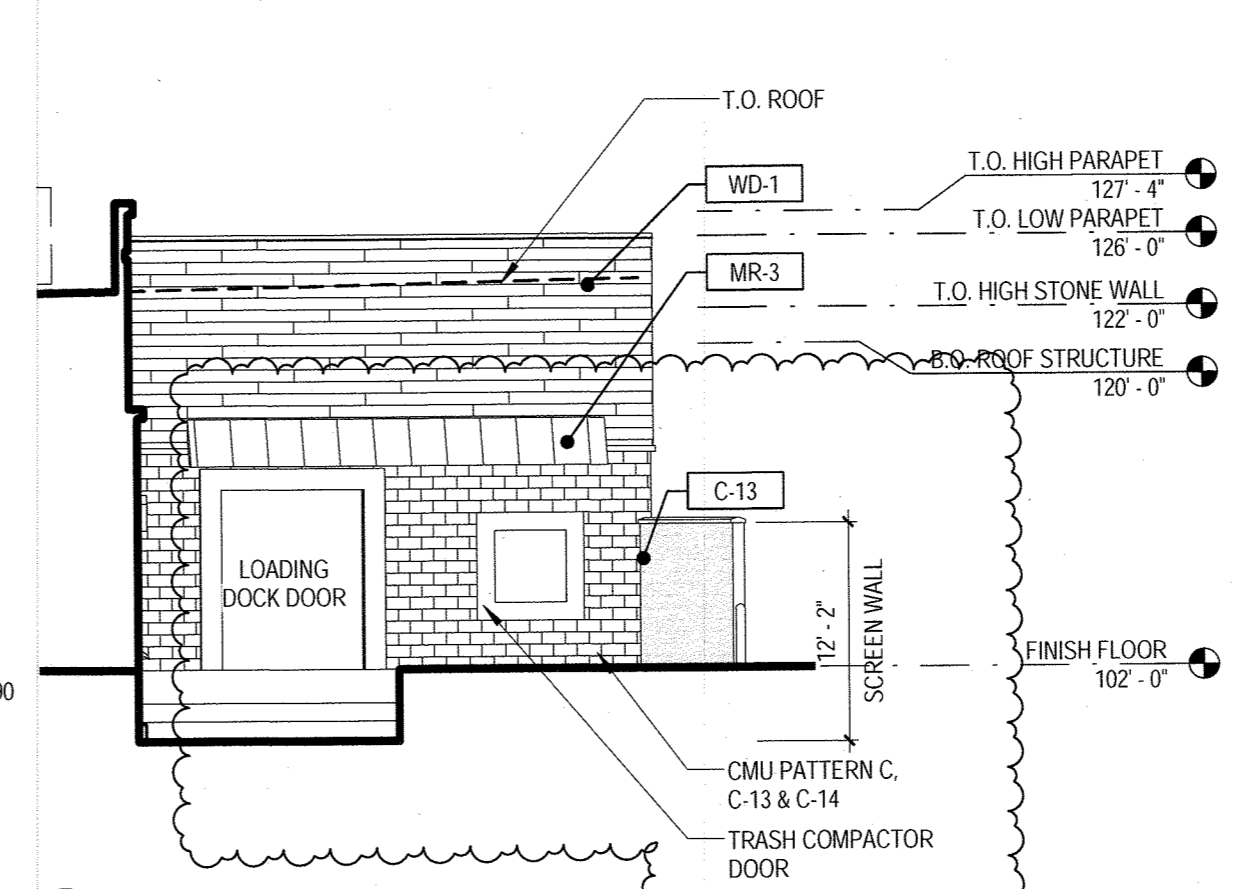 T.O. ROOF
T.O. HIGH PARAPET
127' - 4"
WD-1
T.O. LOW PARAPET
126' - 0"
MR-3
T.O. HIGH STONE WALL
122' - 0"
B.O. ROOF STRUCTURE
120' - 0"
C-13
LOADING
DOCK DOOR
12' - 2"
SCREEN WALL
FINISH FLOOR
102' - 0"
90
CMU PATTERN C,
C-13 & C-14
TRASH COMPACTOR
DOOR